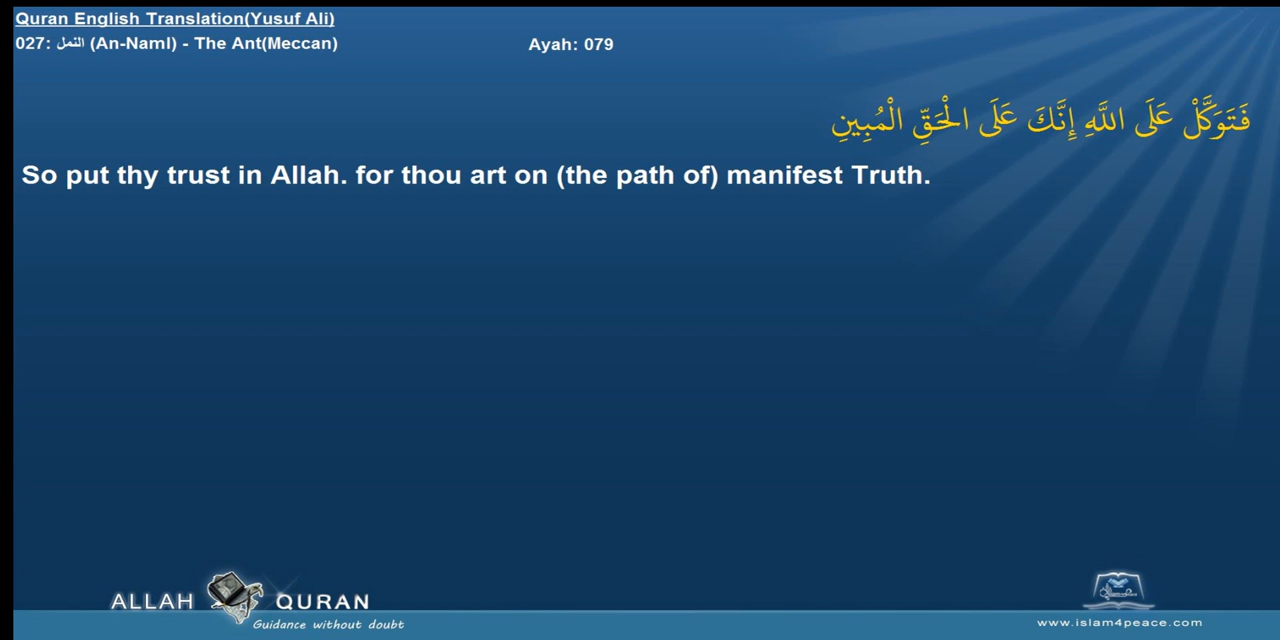 Quran English Translation(Yusuf Ali)
027: النمل (An-Naml) - The Ant(Meccan) Ayah: 079
فَتَوَكَّلْ عَلَى اللَّهِ إِنَّكَ عَلَى الْحَقِّ الْمُبِينِ
So put thy trust in Allah. for thou art on (the path of) manifest Truth.
ALLAH QURAN
Guidance without doubt
www.islam4peace.com